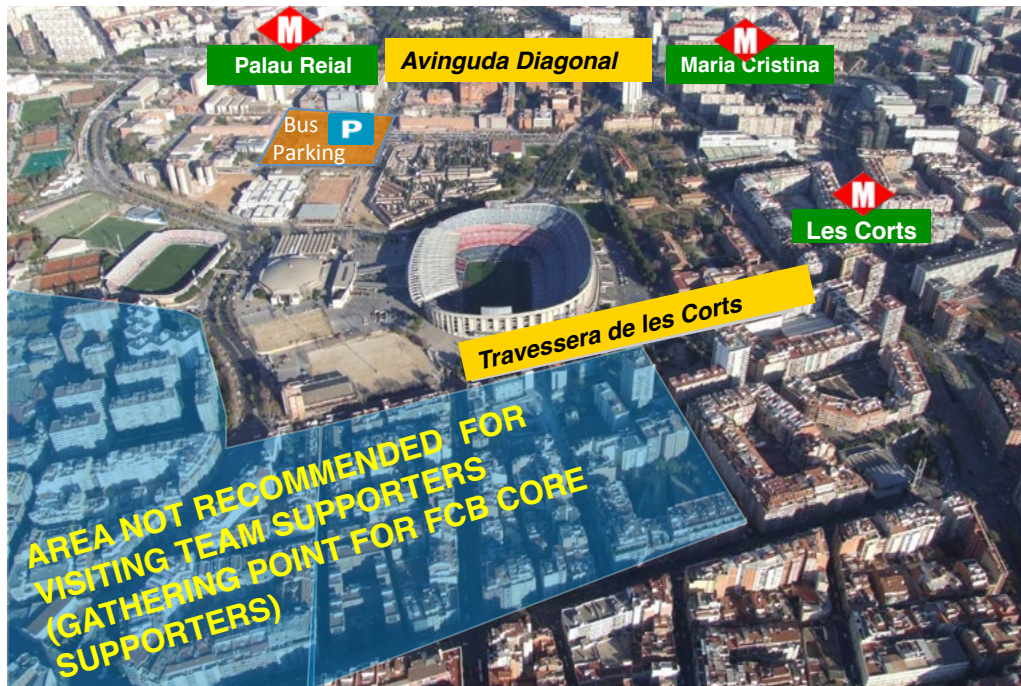 M
Palau Reial
Avinguda Diagonal
M
Maria Cristina
Bus
P
Parking
M
Les Corts
Travessera de les Corts
AREA NOT RECOMMENDED FOR
VISITING TEAM SUPPORTERS
(GATHERING POINT FOR FCB CORE
SUPPORTERS)